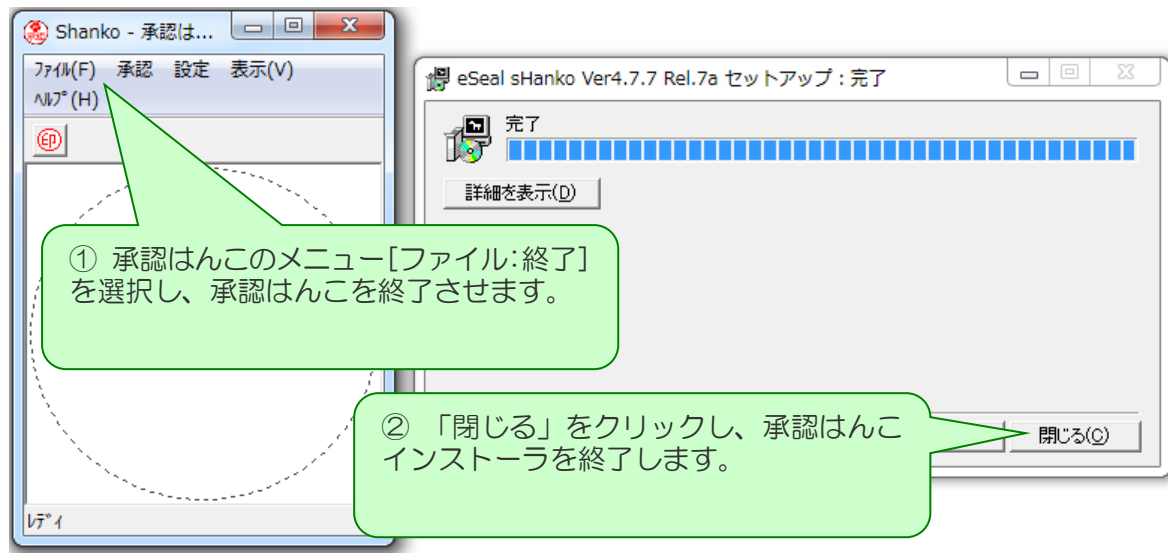 Shanko - 承認は...
ﾌｧｲﾙ(F) 承認 設定 表示(V)
ﾍﾙﾌﾟ(H)
印
① 承認はんこのメニュー[ファイル:終了]
を選択し、承認はんこを終了させます。
ﾚﾃﾞｨ
eSeal sHanko Ver4.7.7 Rel.7a セットアップ : 完了
完了
詳細を表示(D)
② 「閉じる」をクリックし、承認はんこ
インストーラを終了します。
閉じる(C)